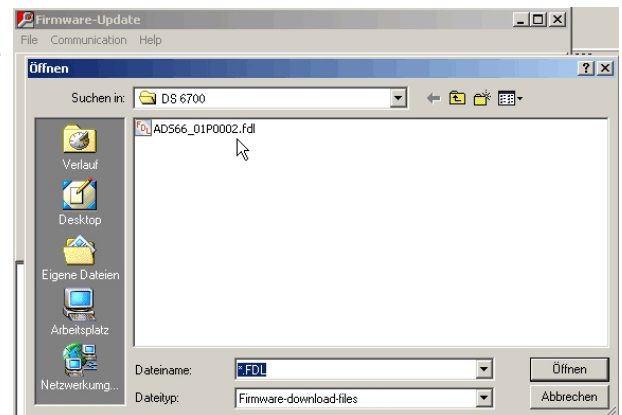 Firmware-Update
File Communication Help
Öffnen
Suchen in: DS 6700
ADS66_01P0002.fdl
Verlauf
Desktop
Eigene Dateien
Arbeitsplatz
Netzwerkumg...
Dateiname: *.FDL Öffnen
Dateityp: Firmware-download-files Abbrechen